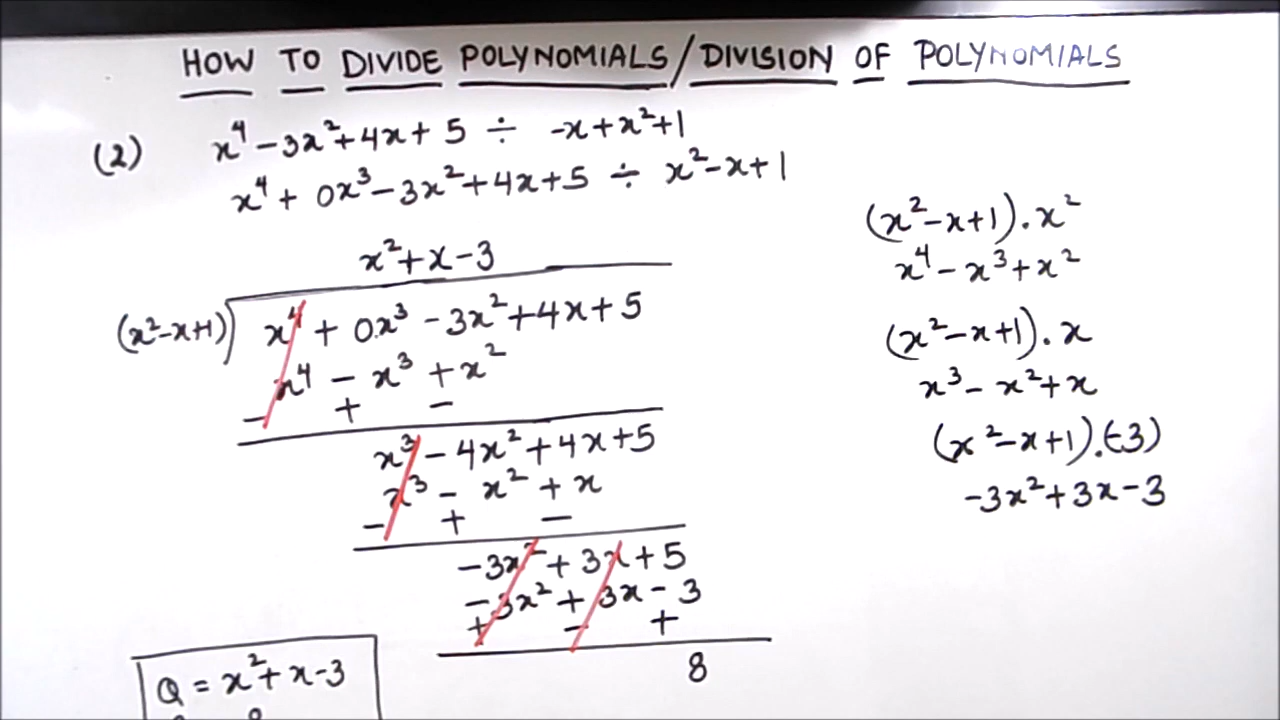 HOW TO DIVIDE POLYNOMIALS/DIVISION OF POLYNOMIALS
(2) x⁴ - 3x² + 4x + 5 ÷ -x + x² + 1
x⁴ + 0x³ - 3x² + 4x + 5 ÷ x² - x + 1
x² + x - 3
(x² - x + 1) x⁴ + 0x³ - 3x² + 4x + 5
x⁴ - x³ + x²
- + -
x³ - 4x² + 4x + 5
x³ - x² + x
- + -
-3x² + 3x + 5
-3x² + 3x - 3
+ - +
8
Q = x² + x - 3
(x² - x + 1) . x²
x⁴ - x³ + x²
(x² - x + 1) . x
x³ - x² + x
(x² - x + 1) . (-3)
-3x² + 3x - 3